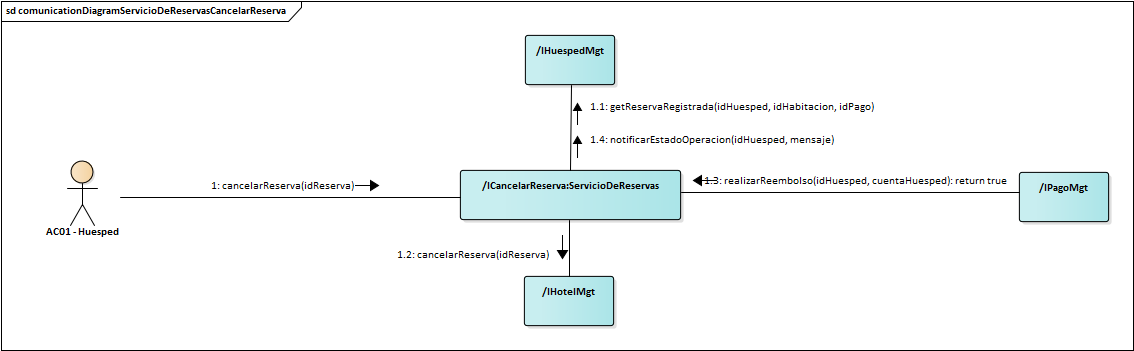 sd comunicationDiagramServicioDeReservasCancelarReserva
/IHuespedMgt
1.1: getReservaRegistrada(idHuesped, idHabitacion, idPago)
1.4: notificarEstadoOperacion(idHuesped, mensaje)
1: cancelarReserva(idReserva)
/ICancelarReserva:ServicioDeReservas
1.3: realizarReembolso(idHuesped, cuentaHuesped): return true
/IPagoMgt
AC01 - Huesped
1.2: cancelarReserva(idReserva)
/IHotelMgt